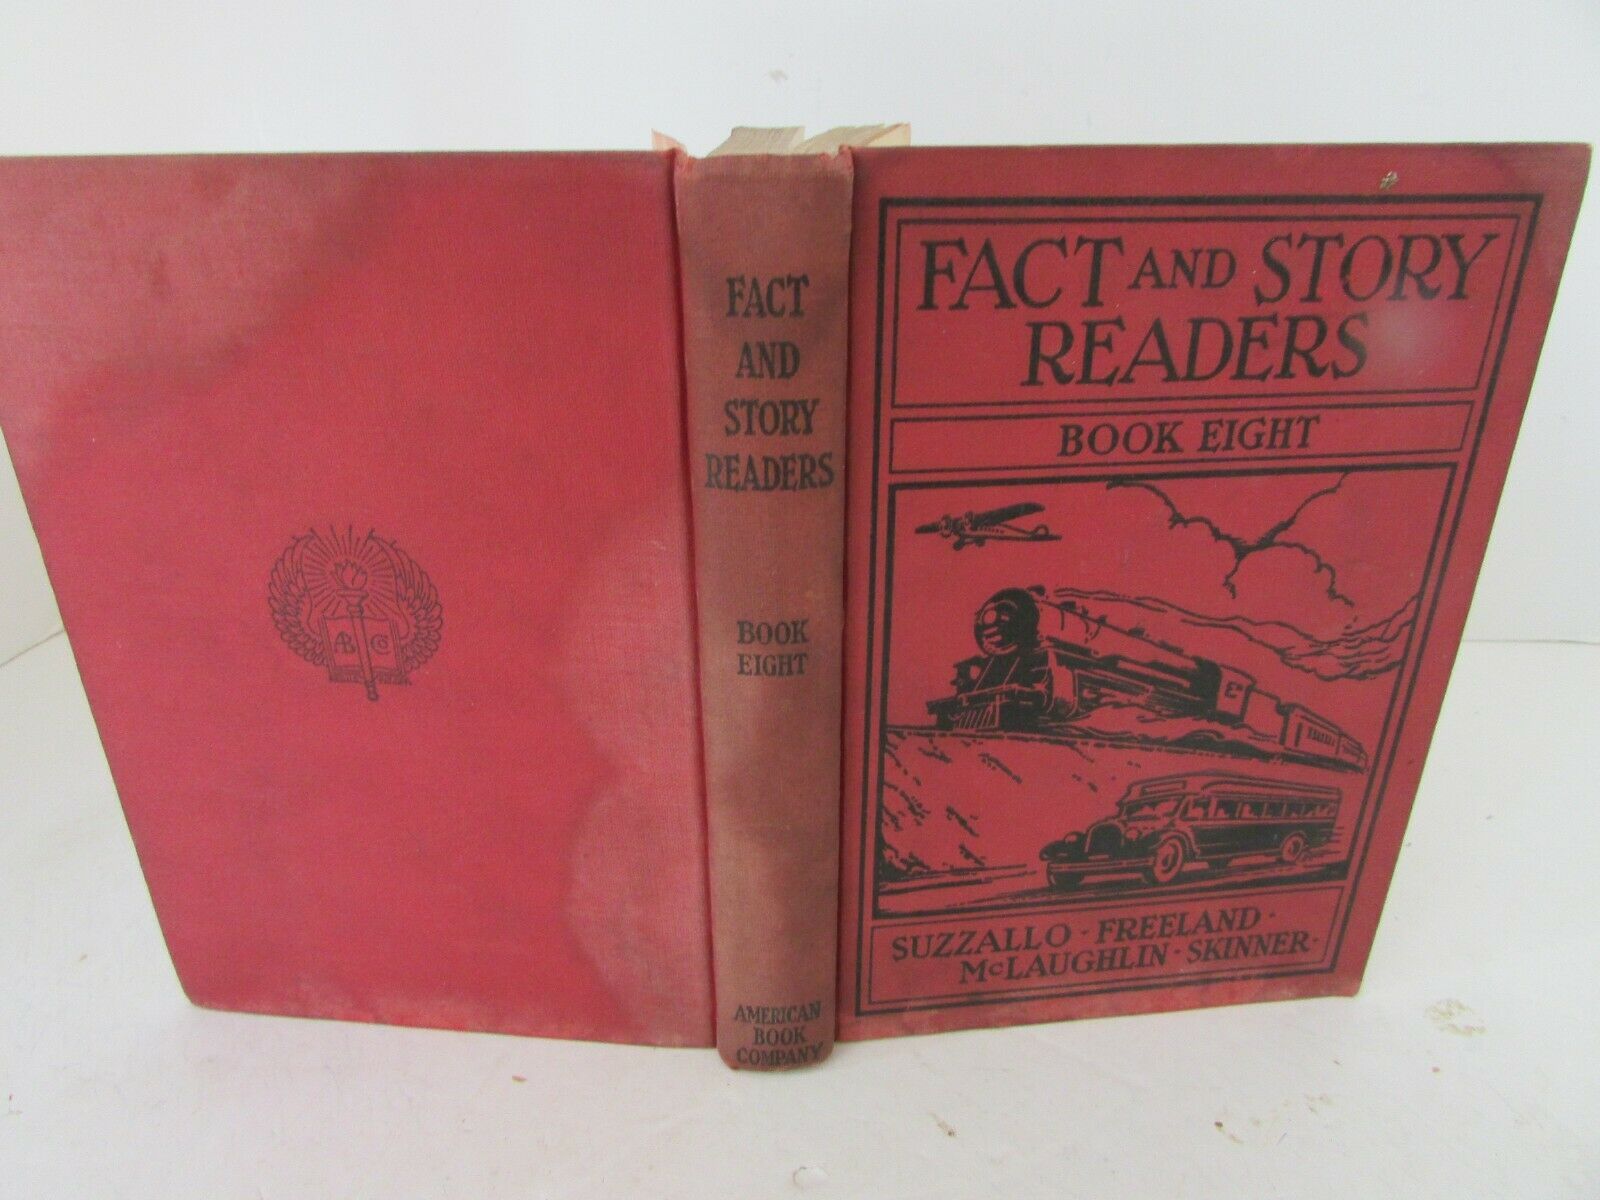 FACT
AND
STORY
READERS
BOOK
EIGHT
AMERICAN
BOOK
COMPANY
FACT AND STORY
READERS
BOOK EIGHT
SUZZALLO · FREELAND ·
McLAUGHLIN · SKINNER ·
AB C